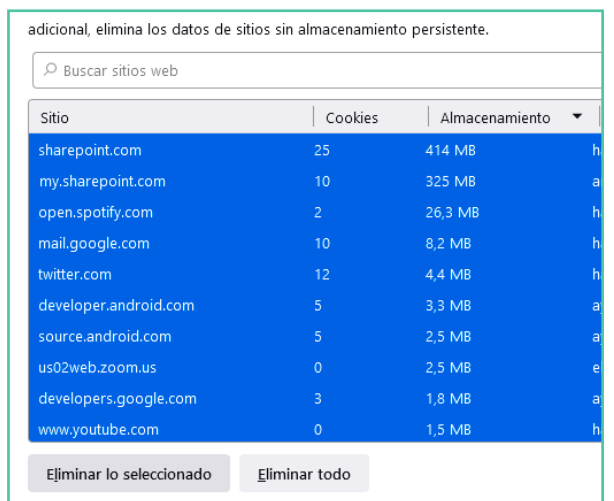 adicional, elimina los datos de sitios sin almacenamiento persistente.
Buscar sitios web
Sitio Cookies Almacenamiento
sharepoint.com 25 414 MB
my.sharepoint.com 10 325 MB
open.spotify.com 2 26,3 MB
mail.google.com 10 8,2 MB
twitter.com 12 4,4 MB
developer.android.com 5 3,3 MB
source.android.com 5 2,5 MB
us02web.zoom.us 0 2,5 MB
developers.google.com 3 1,8 MB
www.youtube.com 0 1,5 MB
Eliminar lo seleccionado Eliminar todo